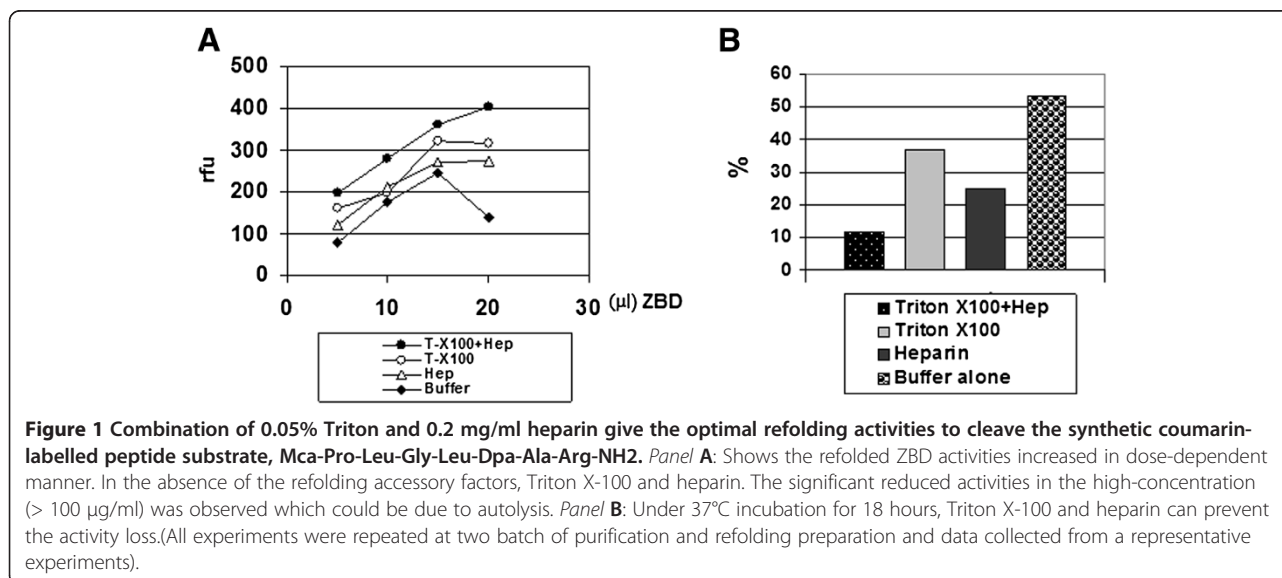 A
500
400
300
200
100
0
rfu
0
10
20
30
(µl) ZBD
T-X100+Hep
T-X100
Hep
Buffer
B
60
50
40
30
20
10
0
%
Triton X100+Hep
Triton X100
Heparin
Buffer alone
Figure 1 Combination of 0.05% Triton and 0.2 mg/ml heparin give the optimal refolding activities to cleave the synthetic coumarin-
labelled peptide substrate, Mca-Pro-Leu-Gly-Leu-Dpa-Ala-Arg-NH2. Panel A: Shows the refolded ZBD activities increased in dose-dependent
manner. In the absence of the refolding accessory factors, Triton X-100 and heparin. The significant reduced activities in the high-concentration
(> 100 µg/ml) was observed which could be due to autolysis. Panel B: Under 37°C incubation for 18 hours, Triton X-100 and heparin can prevent
the activity loss.(All experiments were repeated at two batch of purification and refolding preparation and data collected from a representative
experiments).